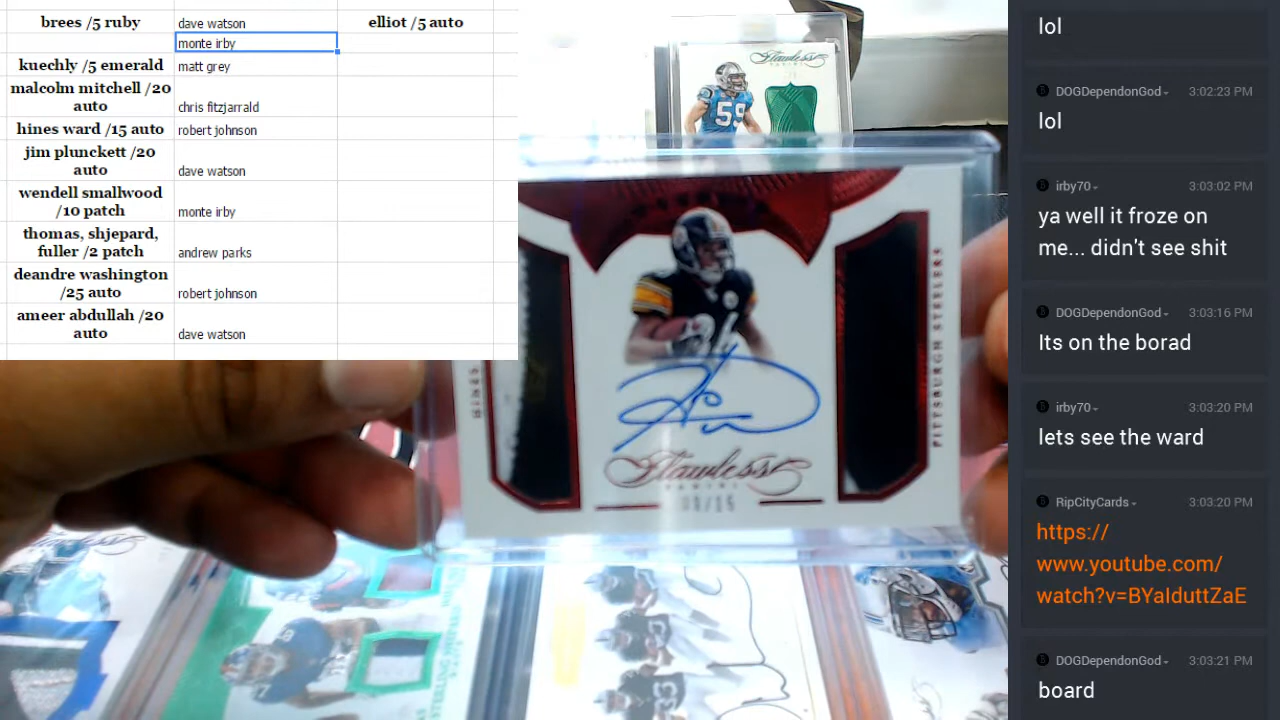 brees /5 ruby dave watson elliot /5 auto
monte irby
kuechly /5 emerald matt grey
malcolm mitchell /20
auto chris fitzjarrald
hines ward /15 auto robert johnson
jim plunckett /20
auto dave watson
wendell smallwood
/10 patch monte irby
thomas, shjepard,
fuller /2 patch andrew parks
deandre washington
/25 auto robert johnson
ameer abdullah /20
auto dave watson
Flawless
59
HINES
PITTSBURGH STEELERS
Flawless
PANINI
lol
DOGDependonGod 3:02:23 PM
lol
irby70 3:03:02 PM
ya well it froze on
me... didn't see shit
DOGDependonGod 3:03:16 PM
Its on the borad
irby70 3:03:20 PM
lets see the ward
RipCityCards 3:03:20 PM
https://
www.youtube.com/
watch?v=BYaIduttZaE
DOGDependonGod 3:03:21 PM
board